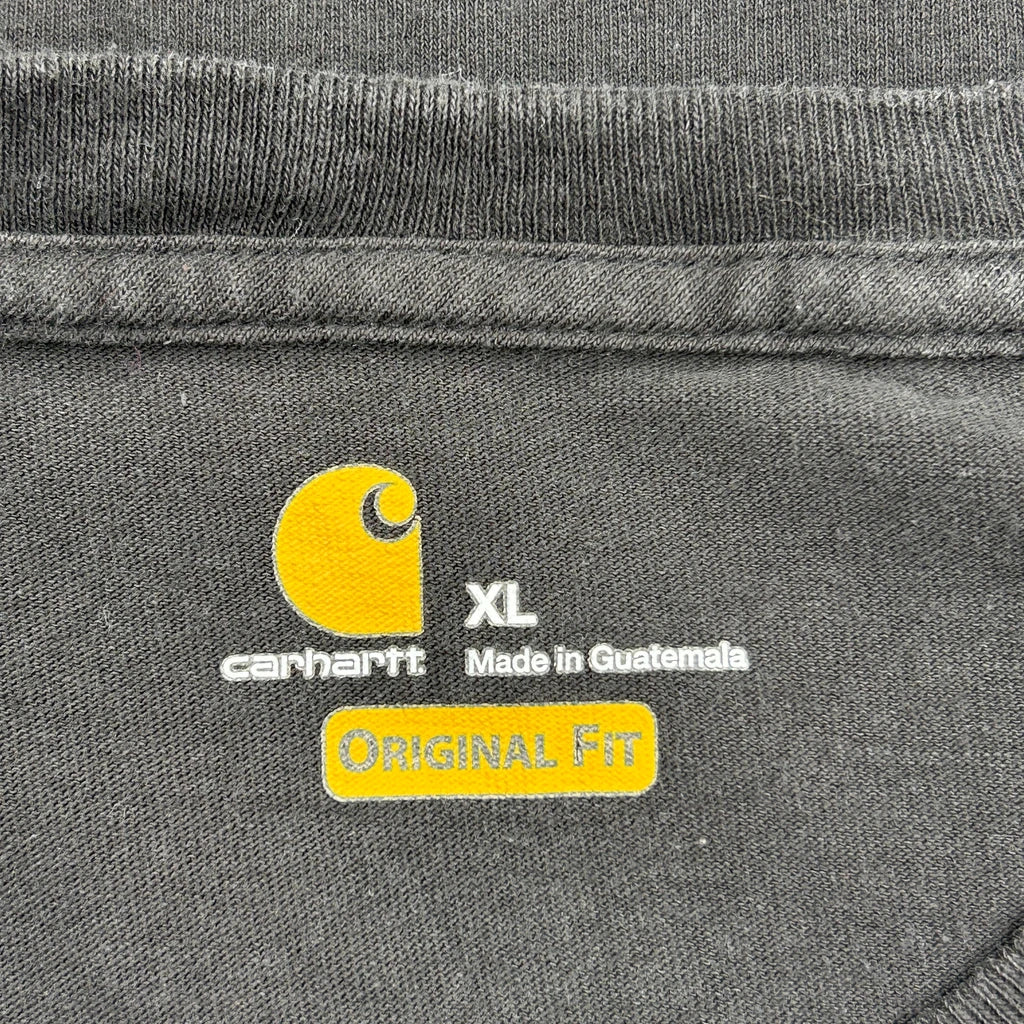 XL
carhartt
Made in Guatemala
ORIGINAL FIT